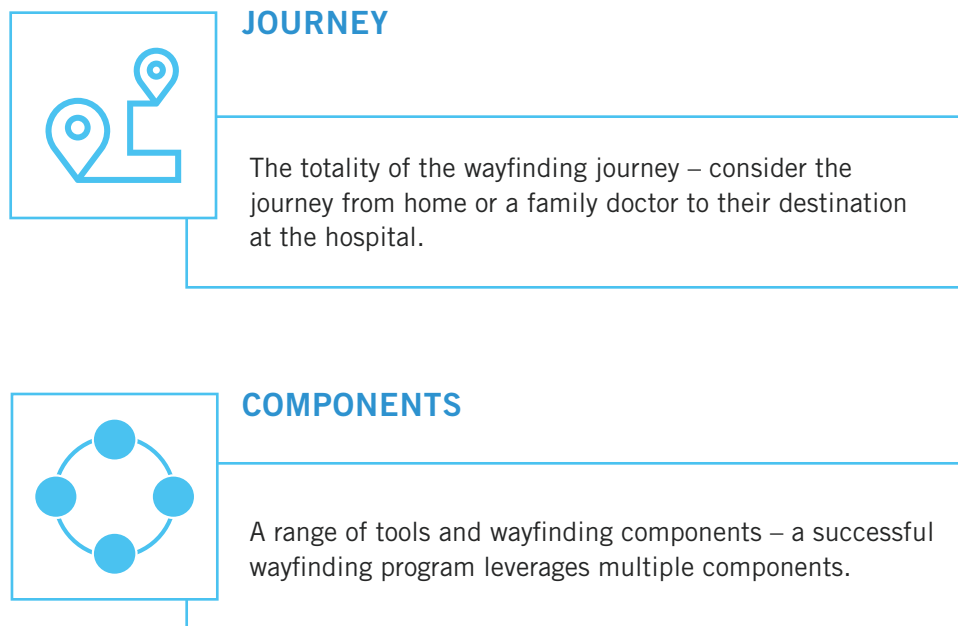 JOURNEY
The totality of the wayfinding journey – consider the
journey from home or a family doctor to their destination
at the hospital.
COMPONENTS
A range of tools and wayfinding components – a successful
wayfinding program leverages multiple components.